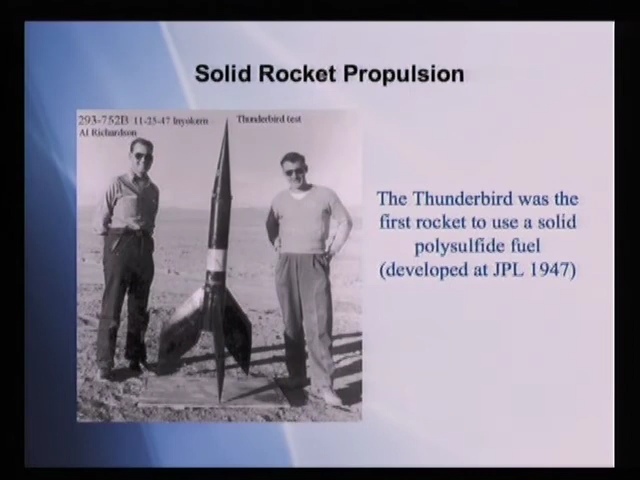 Solid Rocket Propulsion
293-752B 11-25-47 Inyokern Thunderbird test
Al Richardson
The Thunderbird was the
first rocket to use a solid
polysulfide fuel
(developed at JPL 1947)